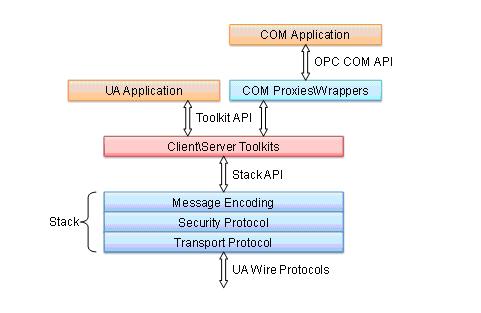 COM Application
OPC COM API
UA Application
COM Proxies\Wrappers
Toolkit API
Client\Server Toolkits
Stack API
Message Encoding
Stack
Security Protocol
Transport Protocol
UA Wire Protocols